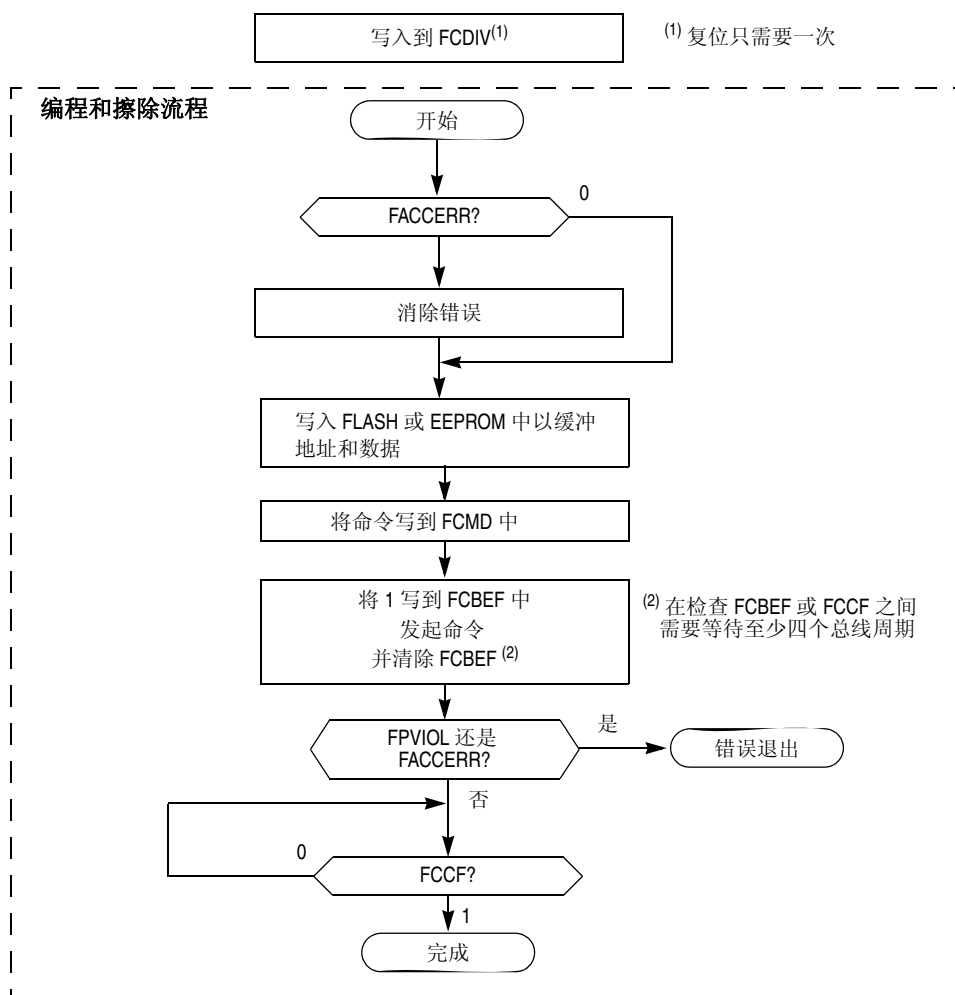 写入到 FCDIV(1)
(1) 复位只需要一次
编程和擦除流程
开始
FACCERR?
0
消除错误
写入 FLASH 或 EEPROM 中以缓冲
地址和数据
将命令写到 FCMD 中
将 1 写到 FCBEF 中
发起命令
并清除 FCBEF (2)
(2) 在检查 FCBEF 或 FCCF 之间
需要等待至少四个总线周期
FPVIOL 还是
FACCERR?
是
错误退出
否
0
FCCF?
1
完成